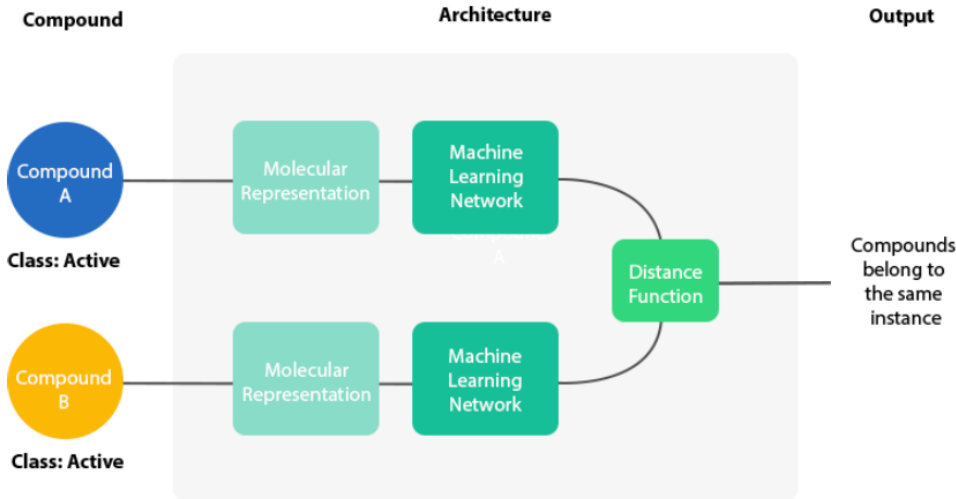 Compound
Architecture
Output
Compound
A
Class: Active
Molecular
Representation
Machine
Learning
Network
Compound
A
Distance
Function
Compounds
belong to
the same
instance
Compound
B
Class: Active
Molecular
Representation
Machine
Learning
Network